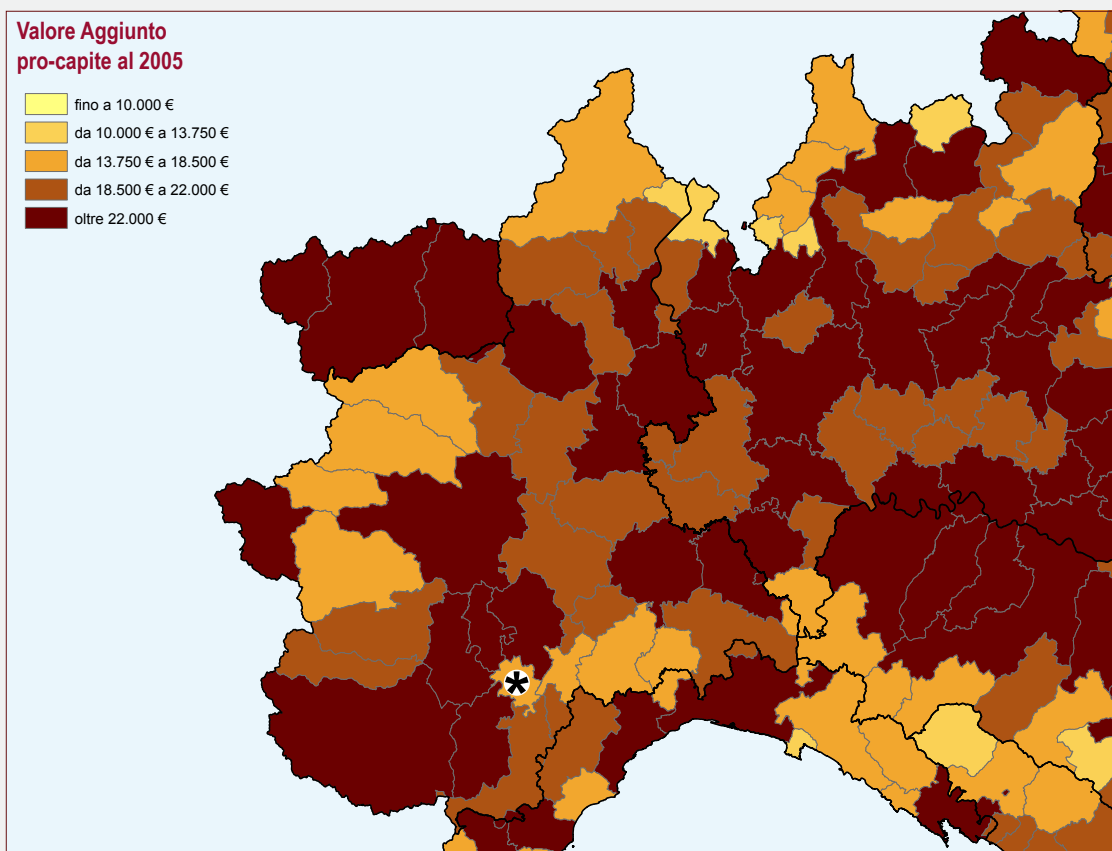 Valore Aggiunto
pro-capite al 2005
fino a 10.000 €
da 10.000 € a 13.750 €
da 13.750 € a 18.500 €
da 18.500 € a 22.000 €
oltre 22.000 €
*